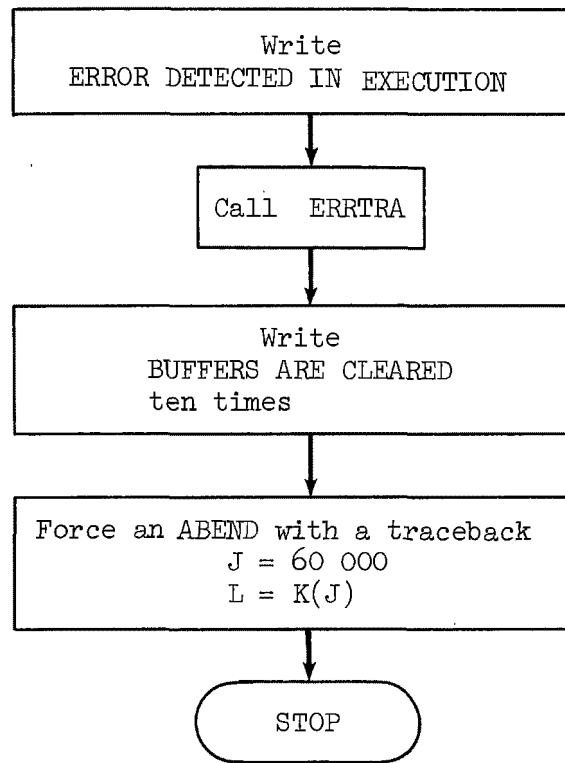 Write
ERROR DETECTED IN EXECUTION
Call ERRTRA
Write
BUFFERS ARE CLEARED
ten times
Force an ABEND with a traceback
J = 60 000
L = K(J)
STOP